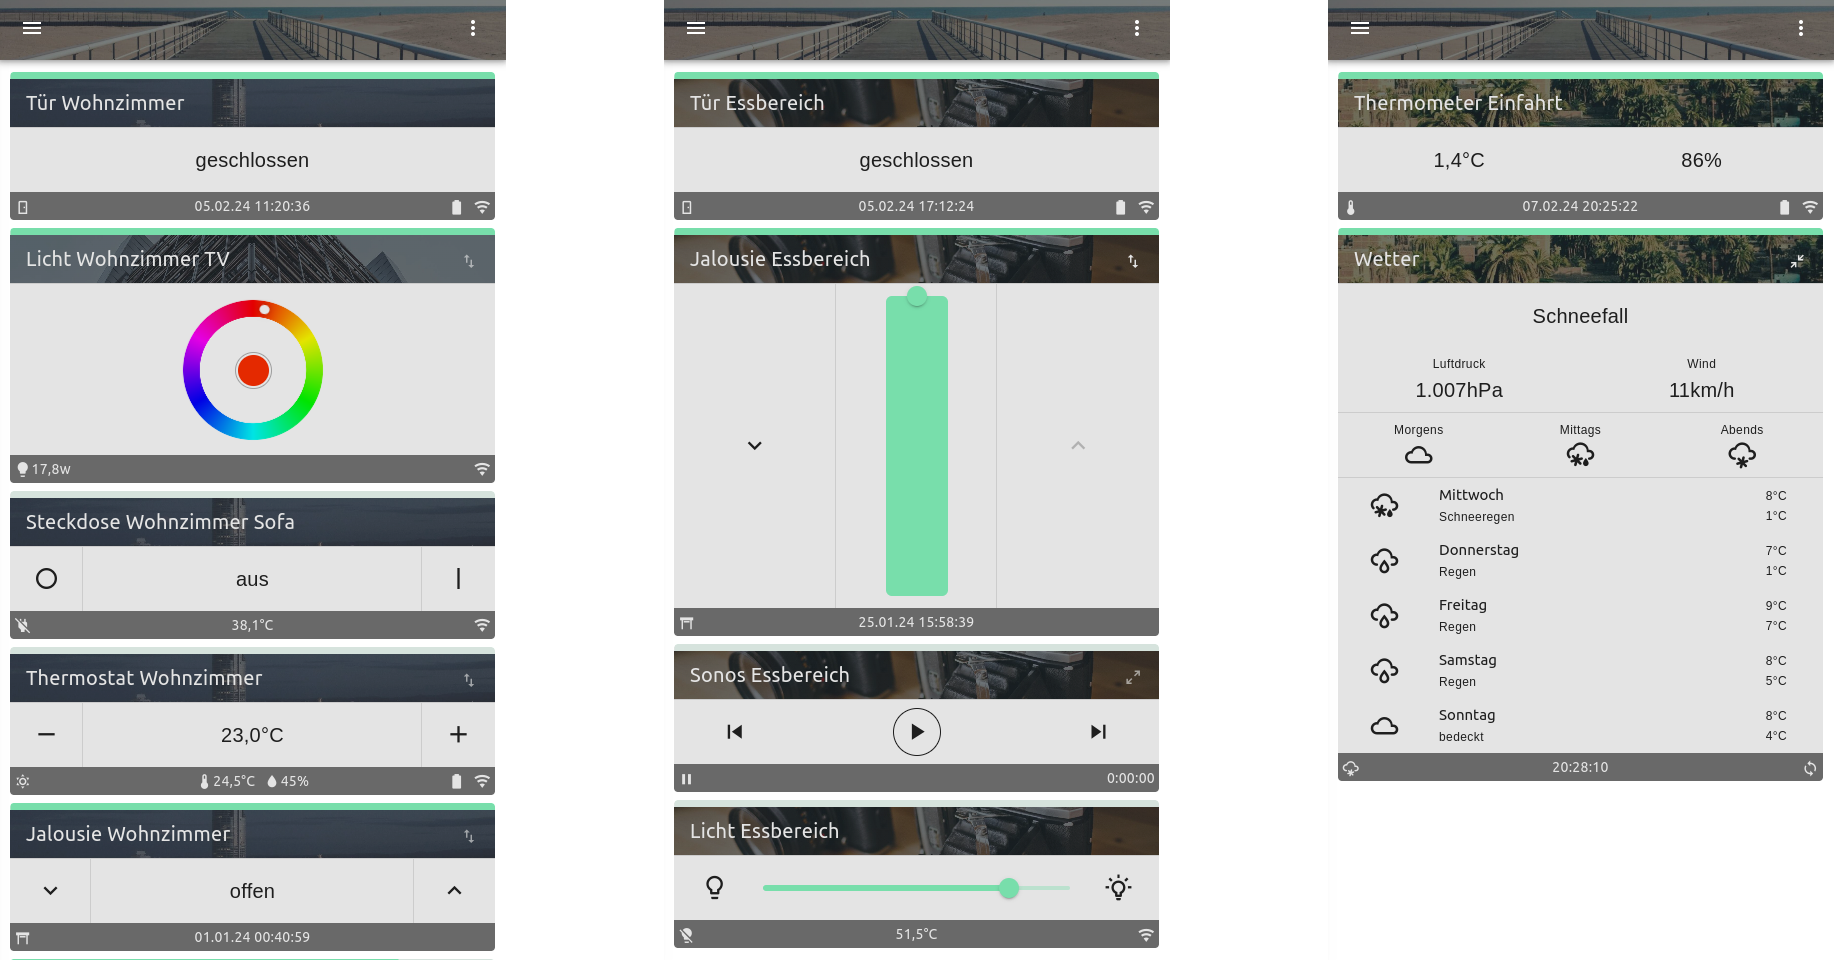 Tür Wohnzimmer
geschlossen
05.02.24 11:20:36
Licht Wohnzimmer TV
17,8w
Steckdose Wohnzimmer Sofa
aus
38,1°C
Thermostat Wohnzimmer
23,0°C
24,5°C 45%
Jalousie Wohnzimmer
offen
01.01.24 00:40:59
Tür Essbereich
geschlossen
05.02.24 17:12:24
Jalousie Essbereich
25.01.24 15:58:39
Sonos Essbereich
0:00:00
Licht Essbereich
51,5°C
Thermometer Einfahrt
1,4°C 86%
07.02.24 20:25:22
Wetter
Schneefall
Luftdruck Wind
1.007hPa 11km/h
Morgens Mittags Abends
Mittwoch 8°C
Schneeregen 1°C
Donnerstag 7°C
Regen 1°C
Freitag 9°C
Regen 7°C
Samstag 8°C
Regen 5°C
Sonntag 8°C
bedeckt 4°C
20:28:10